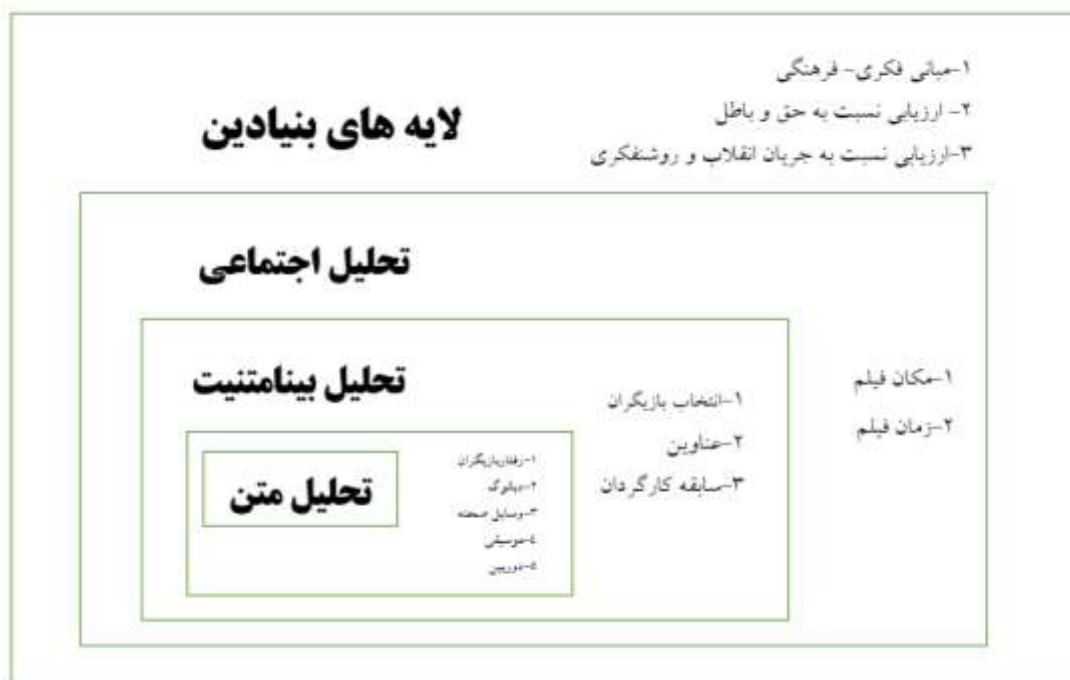 ۱-مبانی فکری- فرهنگی
۲- ارزیابی نسبت به حق و باطل
۳-ارزیابی نسبت به جریان انقلاب و روشنفکری
لایه های بنیادین
تحلیل اجتماعی
۱-مکان فیلم
۲-زمان فیلم
تحلیل بینامتنیت
۱-انتخاب بازیگران
۲-عناوین
۳-سابقه کارگردان
تحلیل متن
۱-رفتاربازیگران
۲-دیالوگ
۳-وسایل صحنه
٤-موسیقی
٥-دوربین